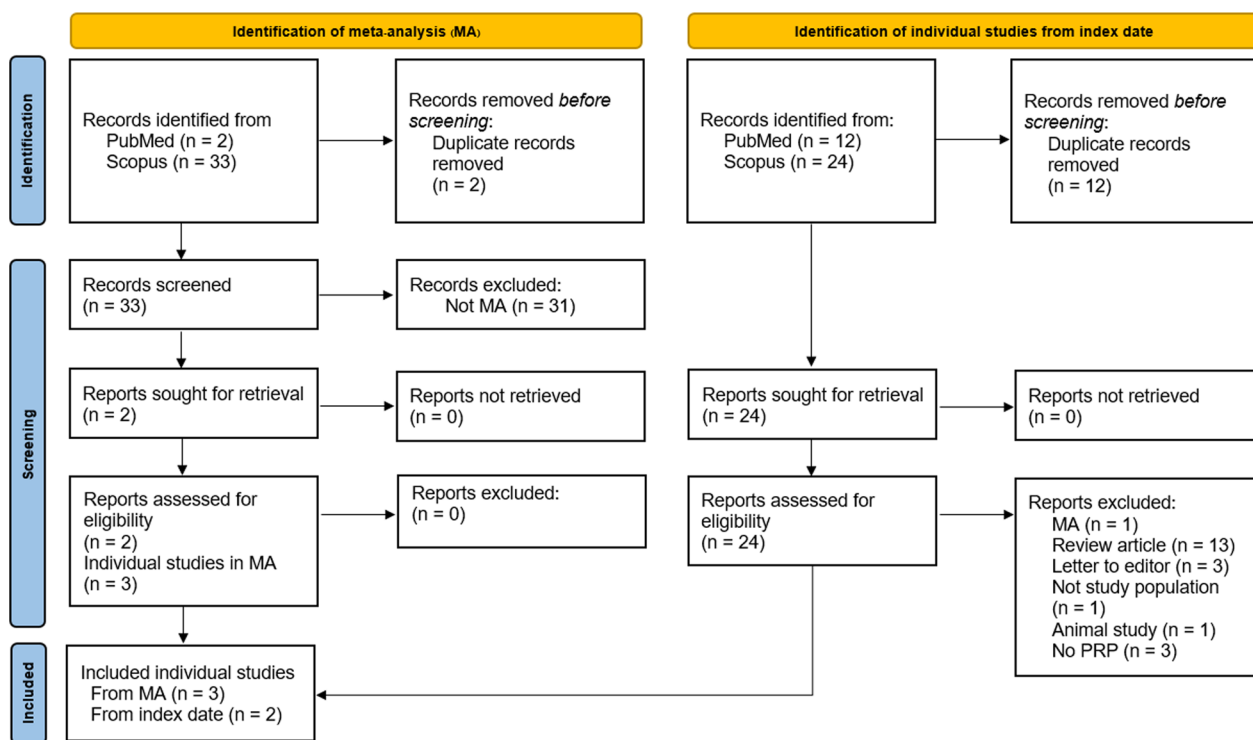 Identification of meta-analysis (MA)
Identification of individual studies from index date
Identification
Records identified from
PubMed (n = 2)
Scopus (n = 33)
Records removed before
screening:
Duplicate records
removed
(n = 2)
Records identified from:
PubMed (n = 12)
Scopus (n = 24)
Records removed before
screening:
Duplicate records
removed
(n = 12)
Screening
Records screened
(n = 33)
Records excluded:
Not MA (n = 31)
Reports sought for retrieval
(n = 2)
Reports not retrieved
(n = 0)
Reports sought for retrieval
(n = 24)
Reports not retrieved
(n = 0)
Reports assessed for
eligibility
(n = 2)
Individual studies in MA
(n = 3)
Reports excluded:
(n = 0)
Reports assessed for
eligibility
(n = 24)
Reports excluded:
MA (n = 1)
Review article (n = 13)
Letter to editor (n = 3)
Not study population
(n = 1)
Animal study (n = 1)
No PRP (n = 3)
Included
Included individual studies
From MA (n = 3)
From index date (n = 2)